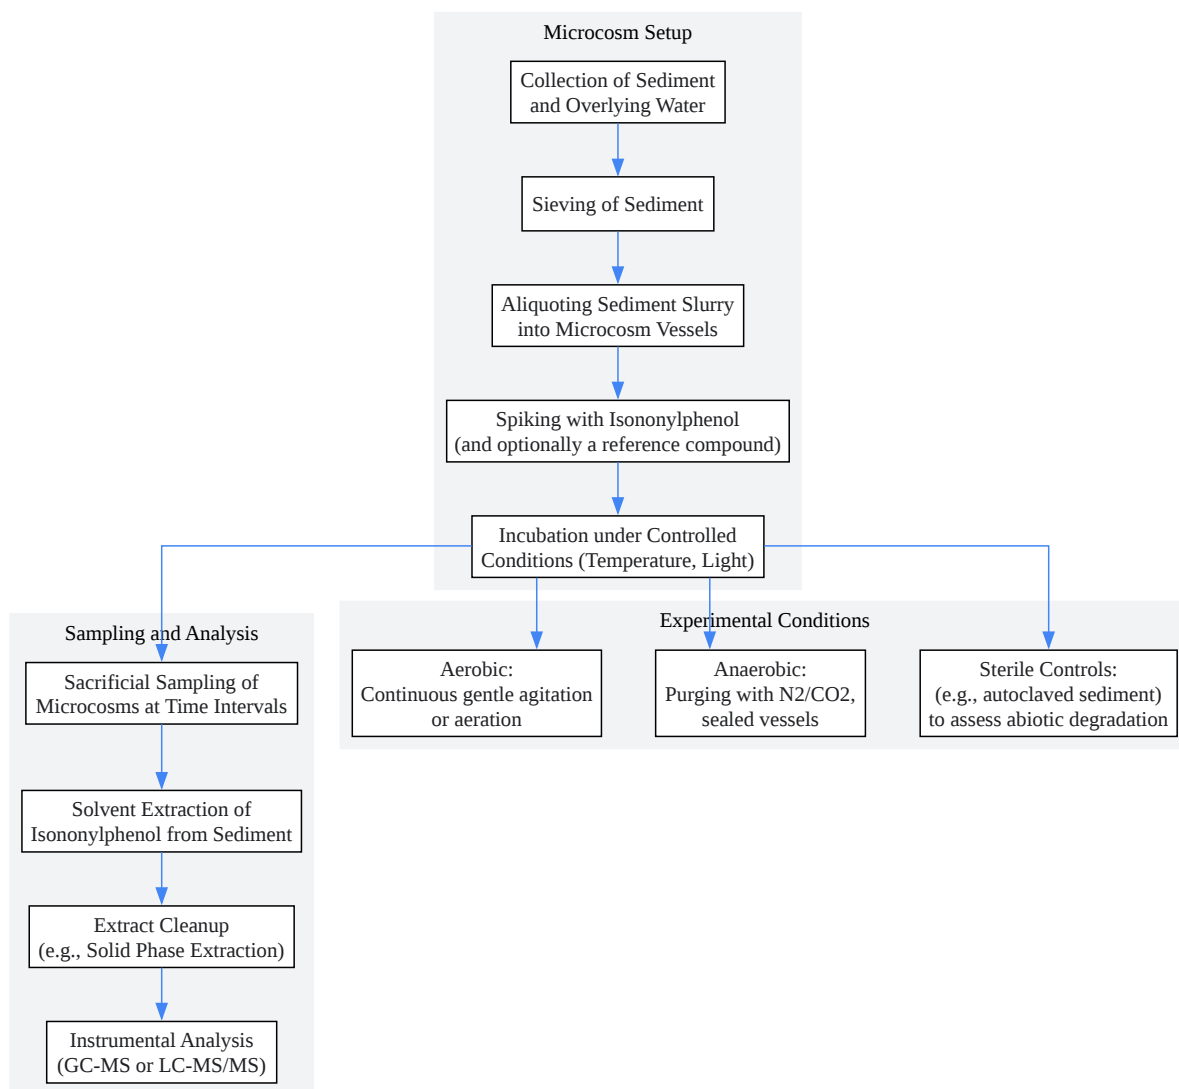 Microcosm Setup
Collection of Sediment
and Overlying Water
Sieving of Sediment
Aliquoting Sediment Slurry
into Microcosm Vessels
Spiking with Isononylphenol
(and optionally a reference compound)
Incubation under Controlled
Conditions (Temperature, Light)
Sampling and Analysis
Sacrificial Sampling of
Microcosms at Time Intervals
Solvent Extraction of
Isononylphenol from Sediment
Extract Cleanup
(e.g., Solid Phase Extraction)
Instrumental Analysis
(GC-MS or LC-MS/MS)
Experimental Conditions
Aerobic:
Continuous gentle agitation
or aeration
Anaerobic:
Purging with N2/CO2,
sealed vessels
Sterile Controls:
(e.g., autoclaved sediment)
to assess abiotic degradation